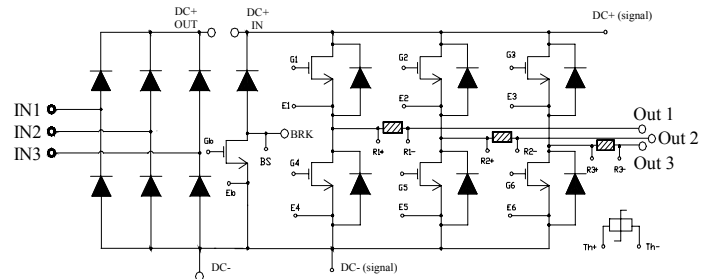 DC+
OUT
DC+
IN
DC+ (signal)
G1
G2
G3
IN1
IN2
IN3
E1
E2
E3
BRK
BS
R1+
R1-
Out 1
Out 2
Out 3
R2+
R2-
R3+
R3-
G4
G5
G6
E4
E5
E6
Th+
Th-
DC-
DC- (signal)